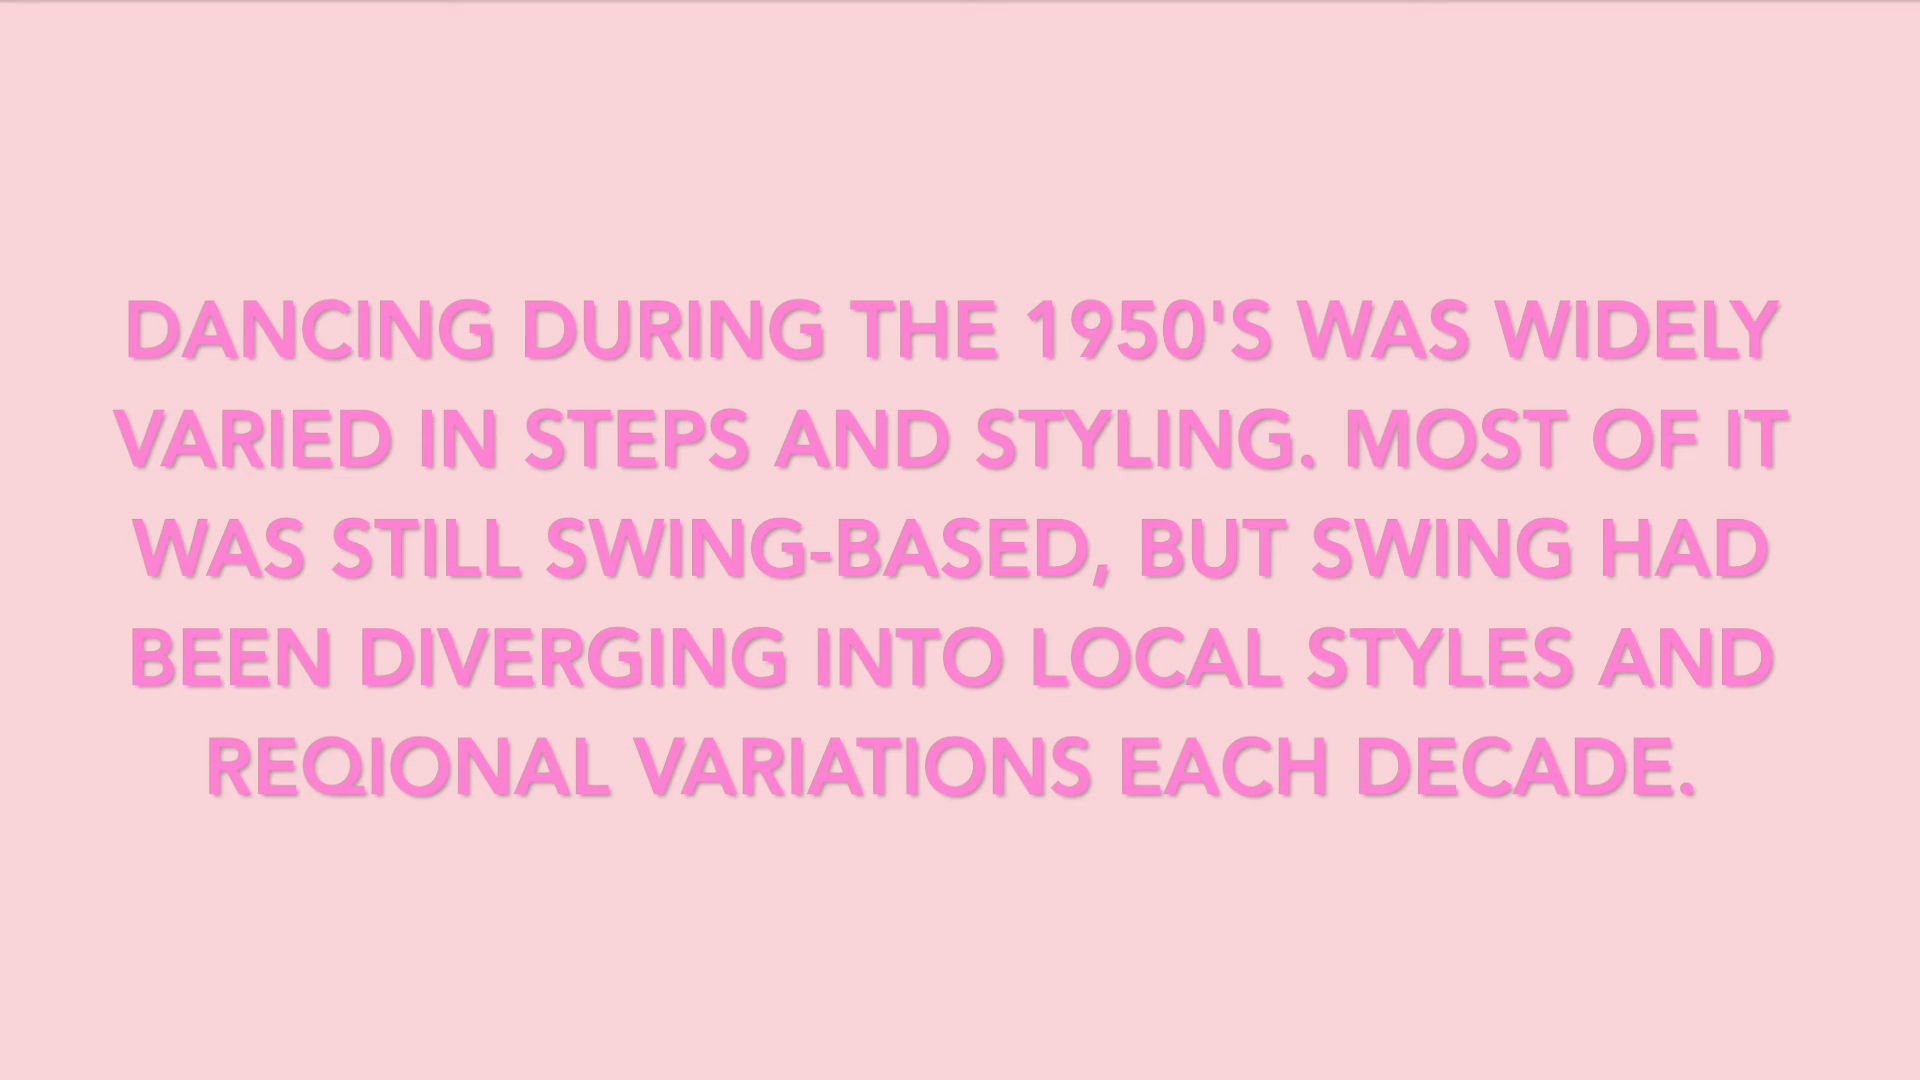 DANCING DURING THE 1950'S WAS WIDELY
VARIED IN STEPS AND STYLING. MOST OF IT
WAS STILL SWING-BASED, BUT SWING HAD
BEEN DIVERGING INTO LOCAL STYLES AND
REQIONAL VARIATIONS EACH DECADE.